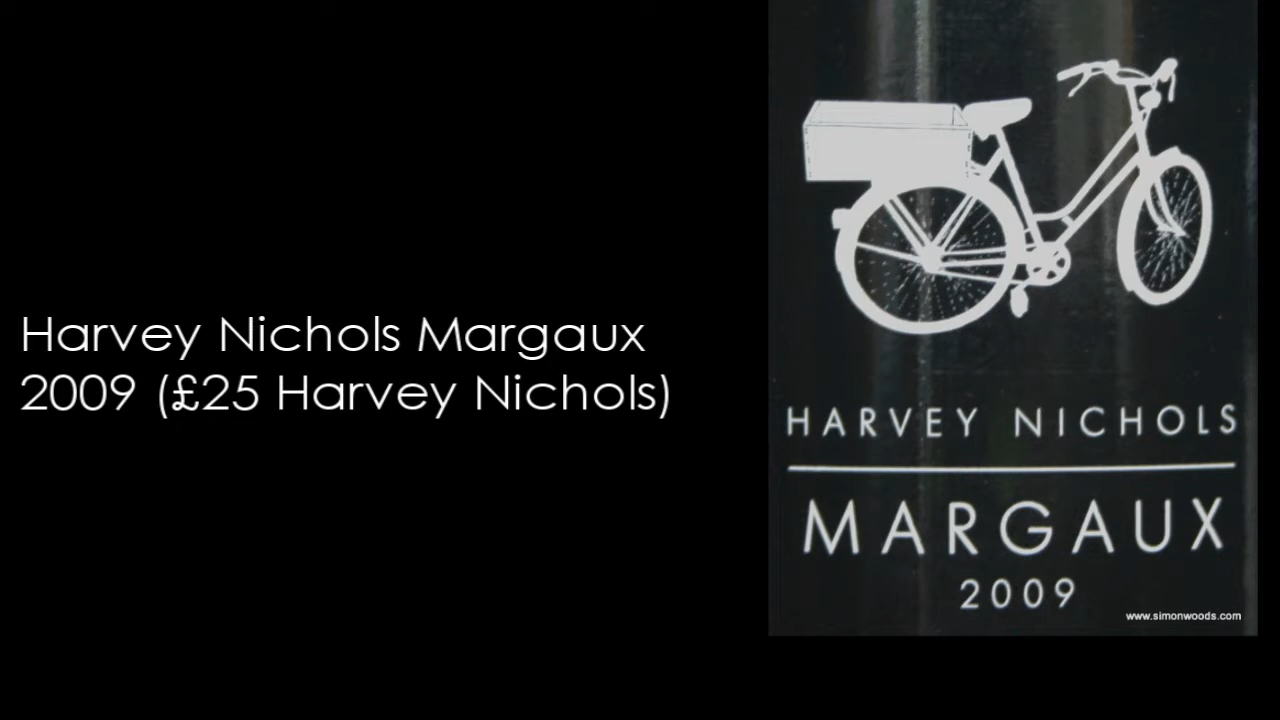 Harvey Nichols Margaux
2009 (£25 Harvey Nichols)
HARVEY NICHOLS
MARGAUX
2009
www.simonwoods.com